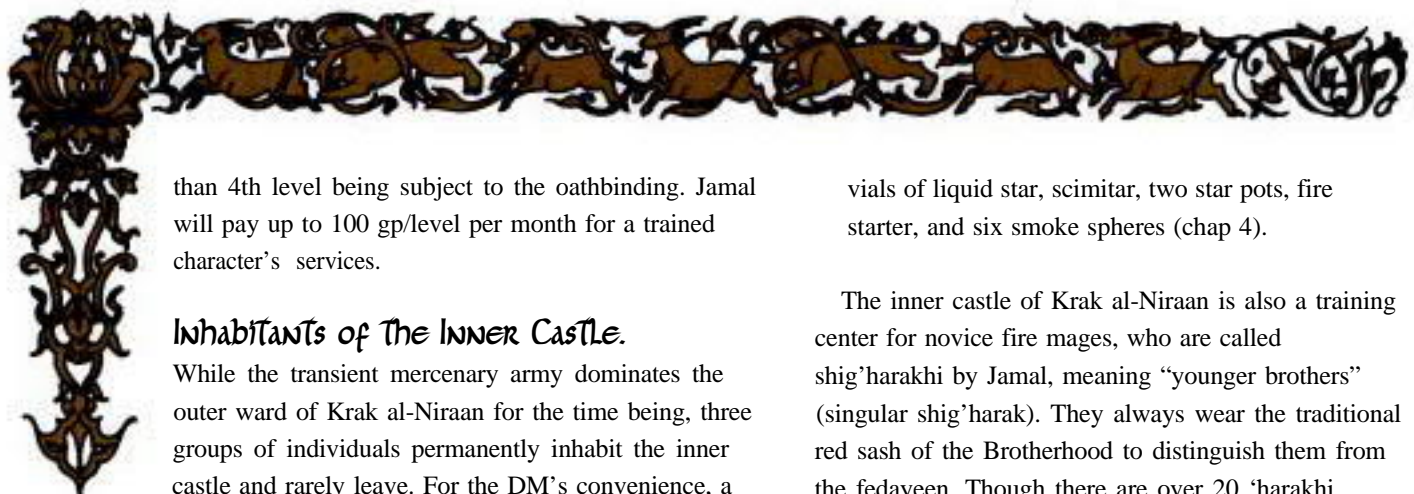 than 4th level being subject to the oathbinding. Jamal
will pay up to 100 gp/level per month for a trained
character’s services.
Inhabitants of the Inner Castle.
While the transient mercenary army dominates the
outer ward of Krak al-Niraan for the time being, three
groups of individuals permanently inhabit the inner
castle and rarely leave. For the DM’s convenience, a
vials of liquid star, scimitar, two star pots, fire
starter, and six smoke spheres (chap 4).
The inner castle of Krak al-Niraan is also a training
center for novice fire mages, who are called
shig’harakhi by Jamal, meaning “younger brothers”
(singular shig’harak). They always wear the traditional
red sash of the Brotherhood to distinguish them from
the fedayeen. Though there are over 20 ‘harakhi